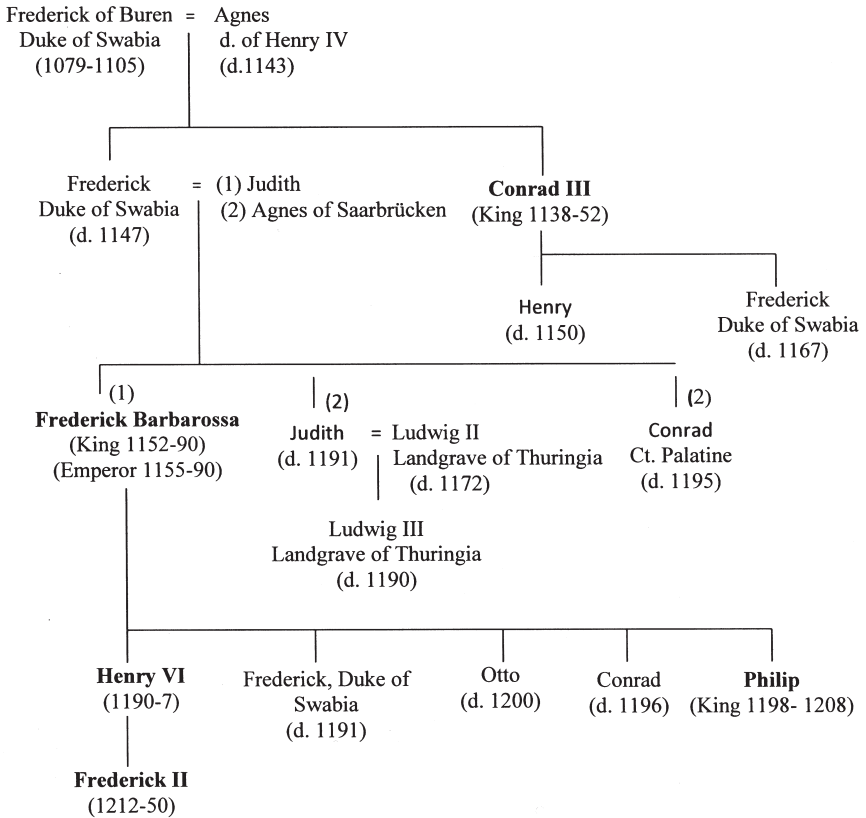 Frederick of Buren = Agnes
Duke of Swabia d. of Henry IV
(1079-1105) (d.1143)
Frederick = (1) Judith
Duke of Swabia (2) Agnes of Saarbrücken
(d. 1147)
Conrad III
(King 1138-52)
Henry
(d. 1150)
Frederick
Duke of Swabia
(d. 1167)
(1)
Frederick Barbarossa
(King 1152-90)
(Emperor 1155-90)
(2)
Judith = Ludwig II
(d. 1191) Landgrave of Thuringia
(d. 1172)
(2)
Conrad
Ct. Palatine
(d. 1195)
Ludwig III
Landgrave of Thuringia
(d. 1190)
Henry VI
(1190-7)
Frederick, Duke of
Swabia
(d. 1191)
Otto
(d. 1200)
Conrad
(d. 1196)
Philip
(King 1198- 1208)
Frederick II
(1212-50)